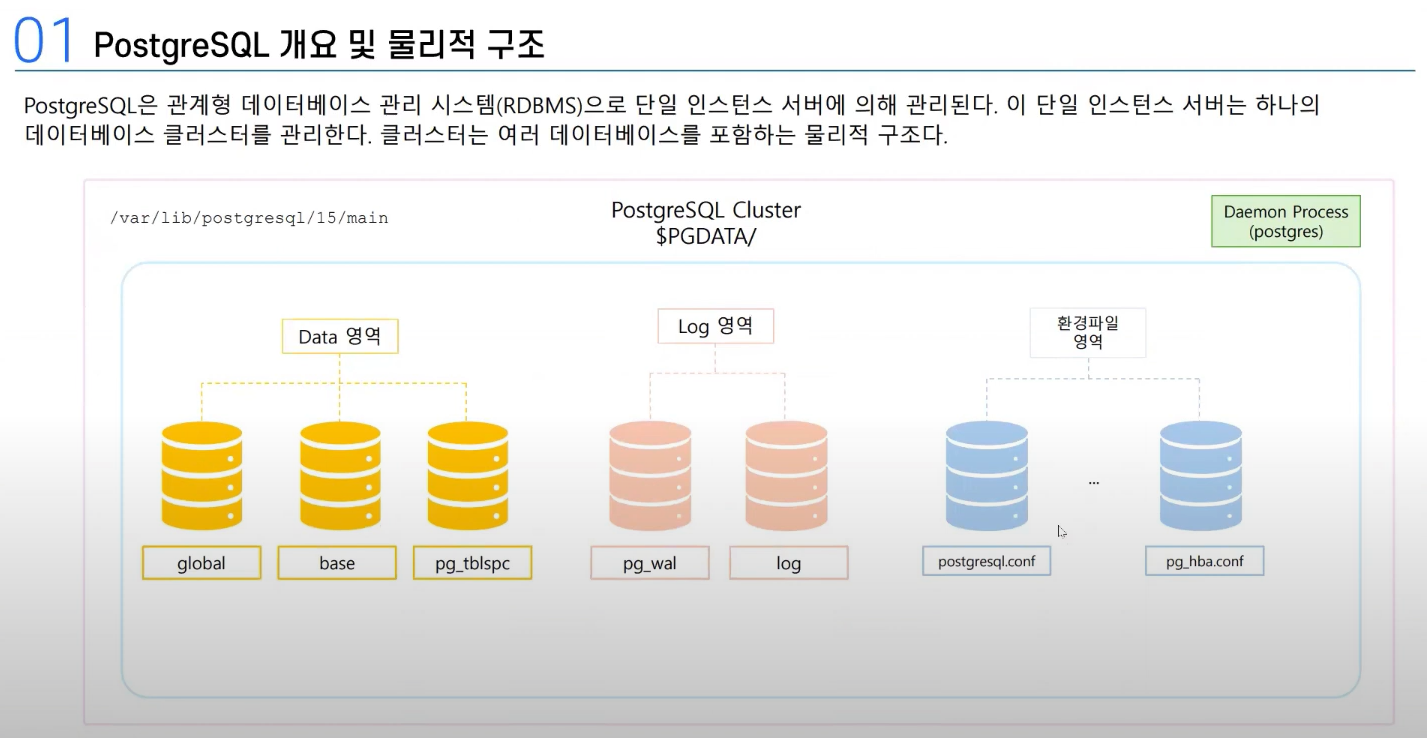 01 PostgreSQL 개요 및 물리적 구조
PostgreSQL은 관계형 데이터베이스 관리 시스템(RDBMS)으로 단일 인스턴스 서버에 의해 관리된다. 이 단일 인스턴스 서버는 하나의
데이터베이스 클러스터를 관리한다. 클러스터는 여러 데이터베이스를 포함하는 물리적 구조다.
/var/lib/postgresql/15/main
PostgreSQL Cluster
$PGDATA/
Daemon Process
(postgres)
Data 영역
Log 영역
환경파일
영역
...
global
base
pg_tblspc
pg_wal
log
postgresql.conf
pg_hba.conf